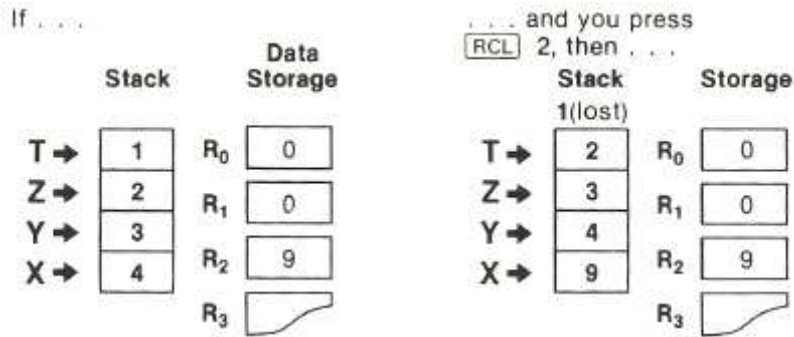 If . . .
. . . and you press
RCL 2, then . . .
Stack
Data
Storage
T 1
Z 2
Y 3
X 4
R0 0
R1 0
R2 9
R3
Stack
Storage
1(lost)
T 2
Z 3
Y 4
X 9
R0 0
R1 0
R2 9
R3